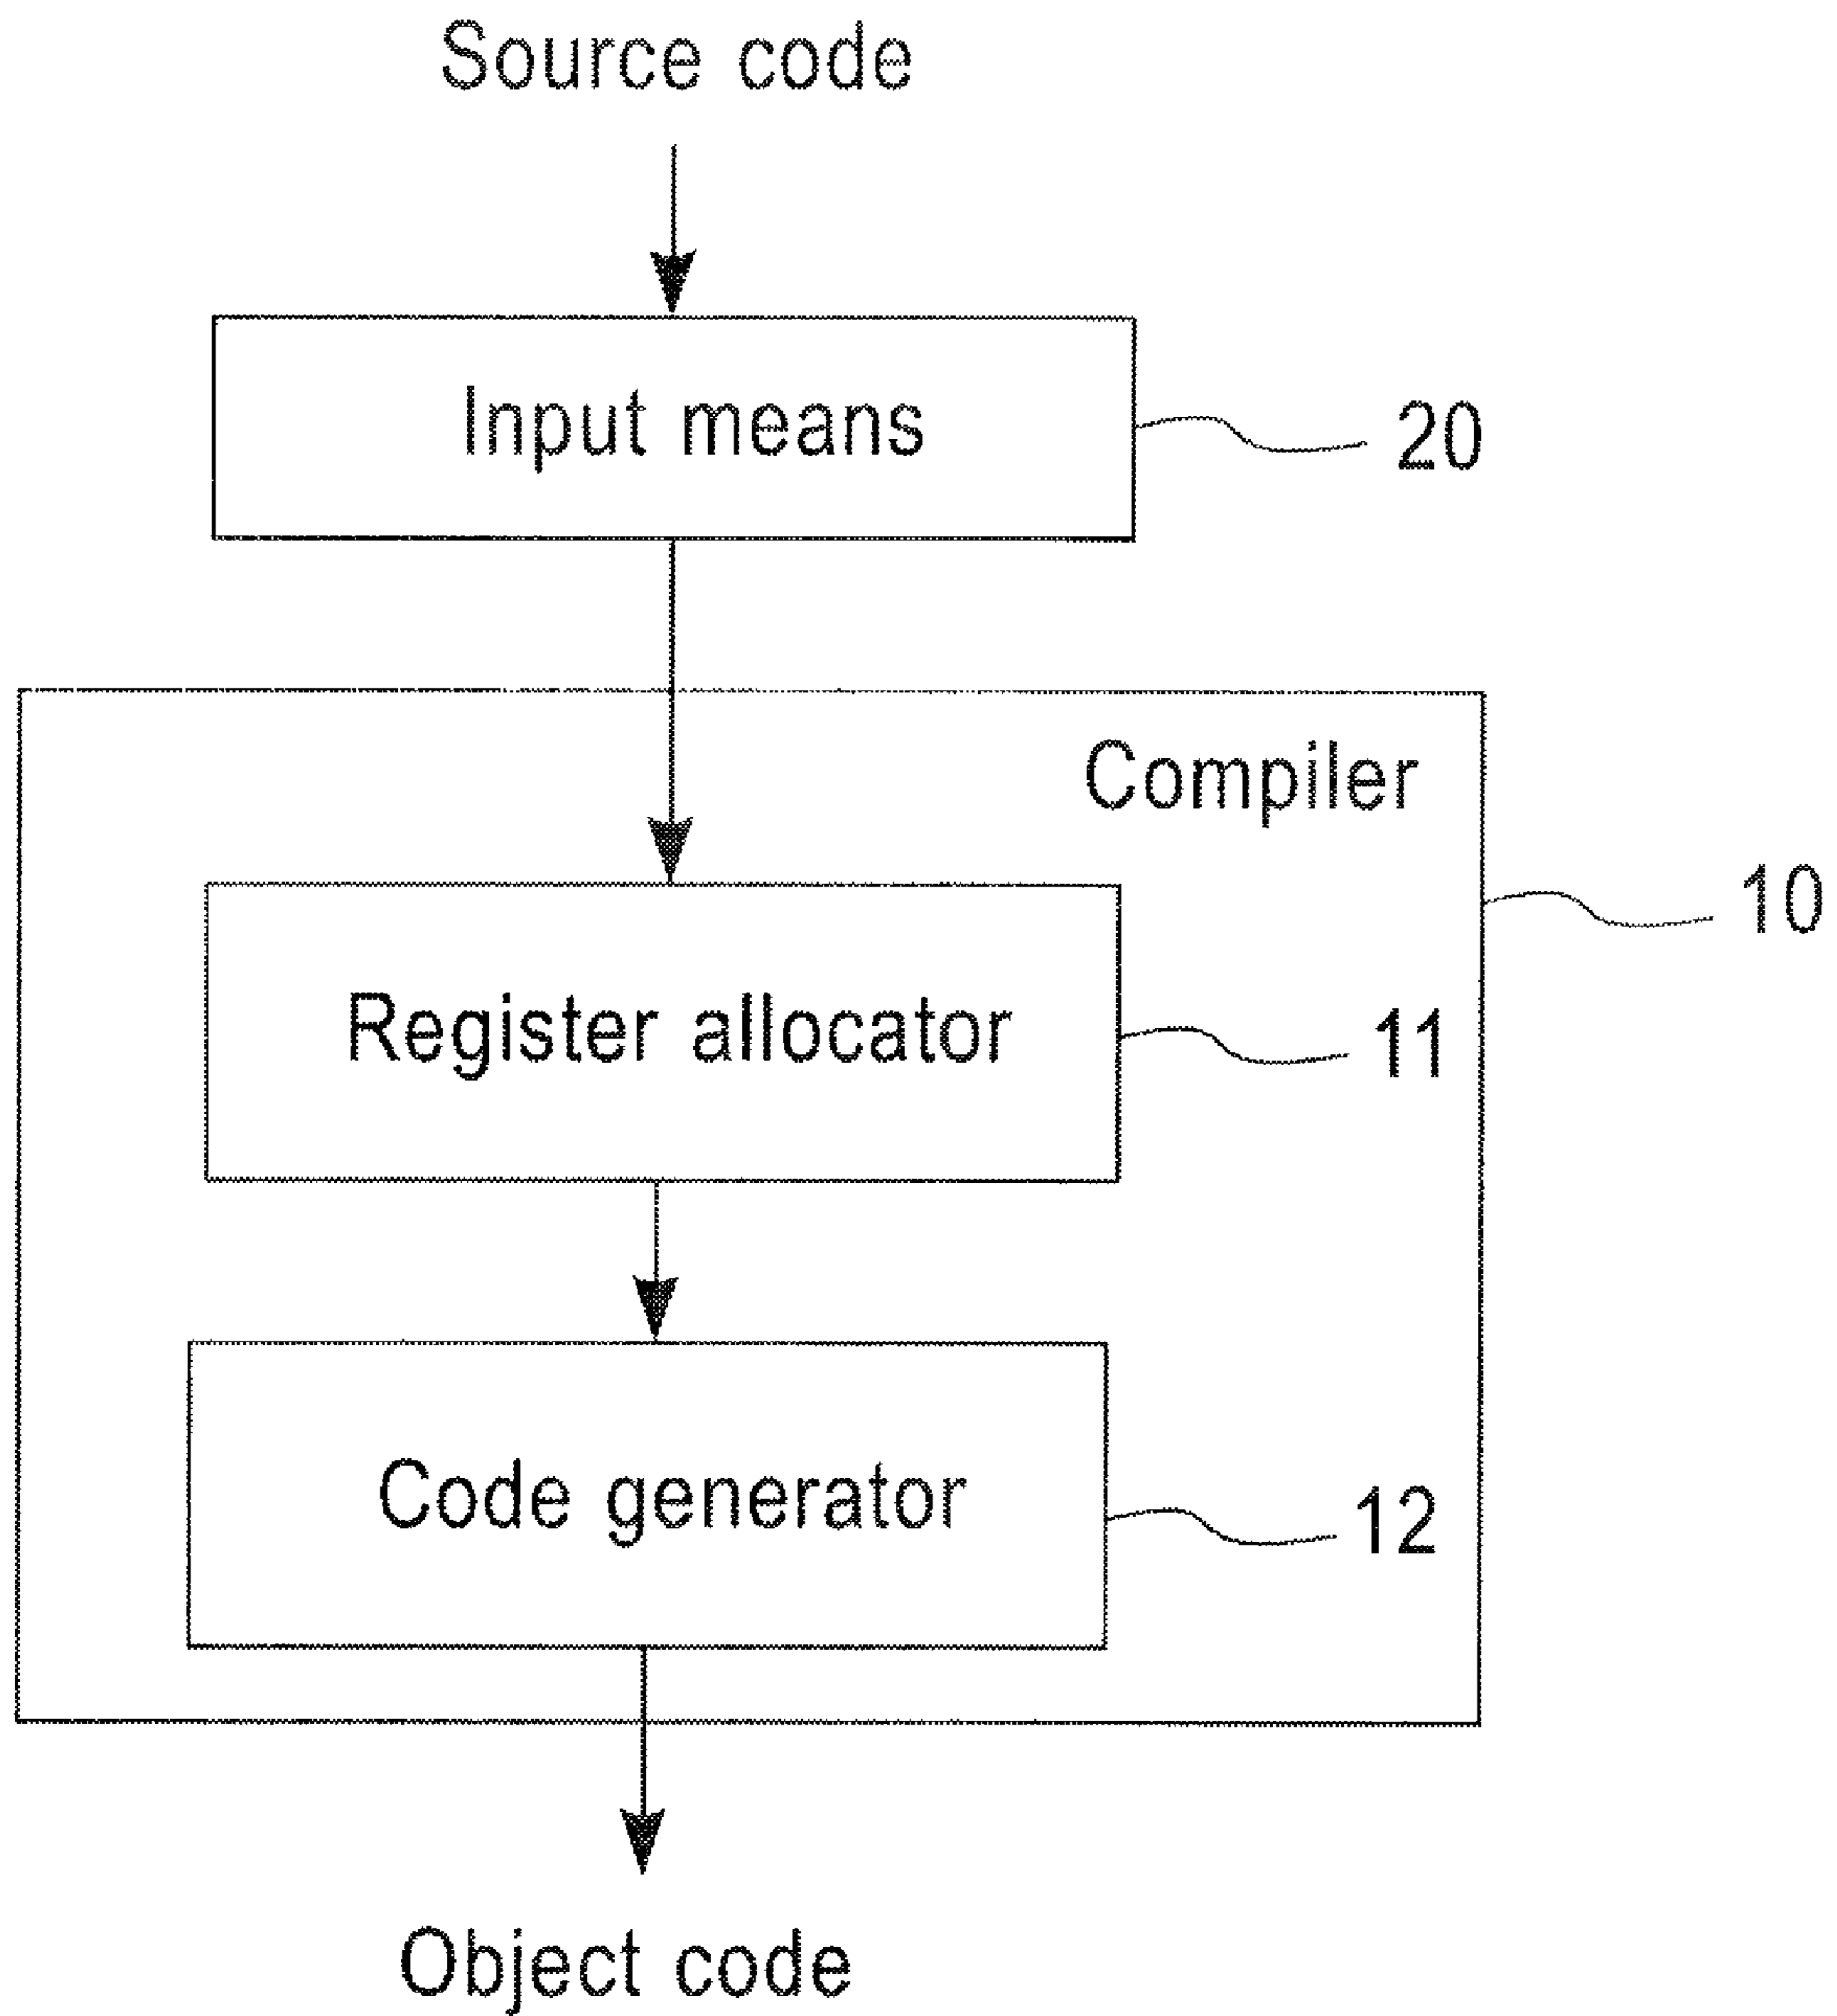 Source code
Input means
20
Compiler
10
Register allocator
11
Code generator
12
Object code